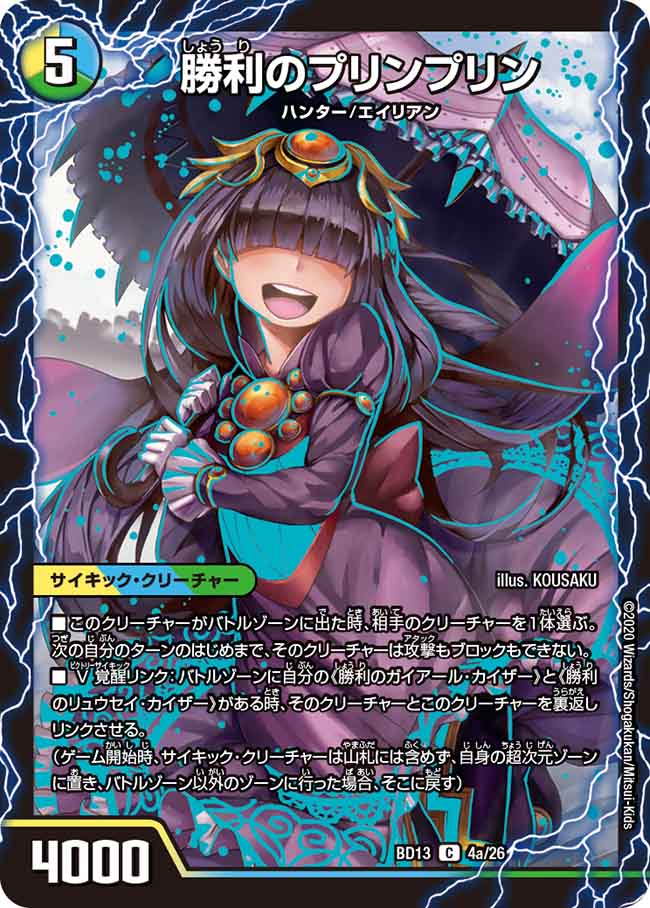 5
しょう り
勝利のプリンプリン
ハンター/エイリアン
サイキック・クリーチャー
illus. KOUSAKU
■このクリーチャーがバトルゾーンに出た時、相手のクリーチャーを1体選ぶ。
次の自分のターンのはじめまで、そのクリーチャーは攻撃もブロックもできない。
■V覚醒リンク:バトルゾーンに自分の《勝利のガイアール・カイザー》と《勝利
のリュウセイ・カイザー》がある時、そのクリーチャーとこのクリーチャーを裏返し
リンクさせる。
(ゲーム開始時、サイキック・クリーチャーは山札には含めず、自身の超次元ゾーン
に置き、バトルゾーン以外のゾーンに行った場合、そこに戻す)
©2020 Wizards/Shogakukan/Mitsui-Kids
4000
BD13 C 4a/26